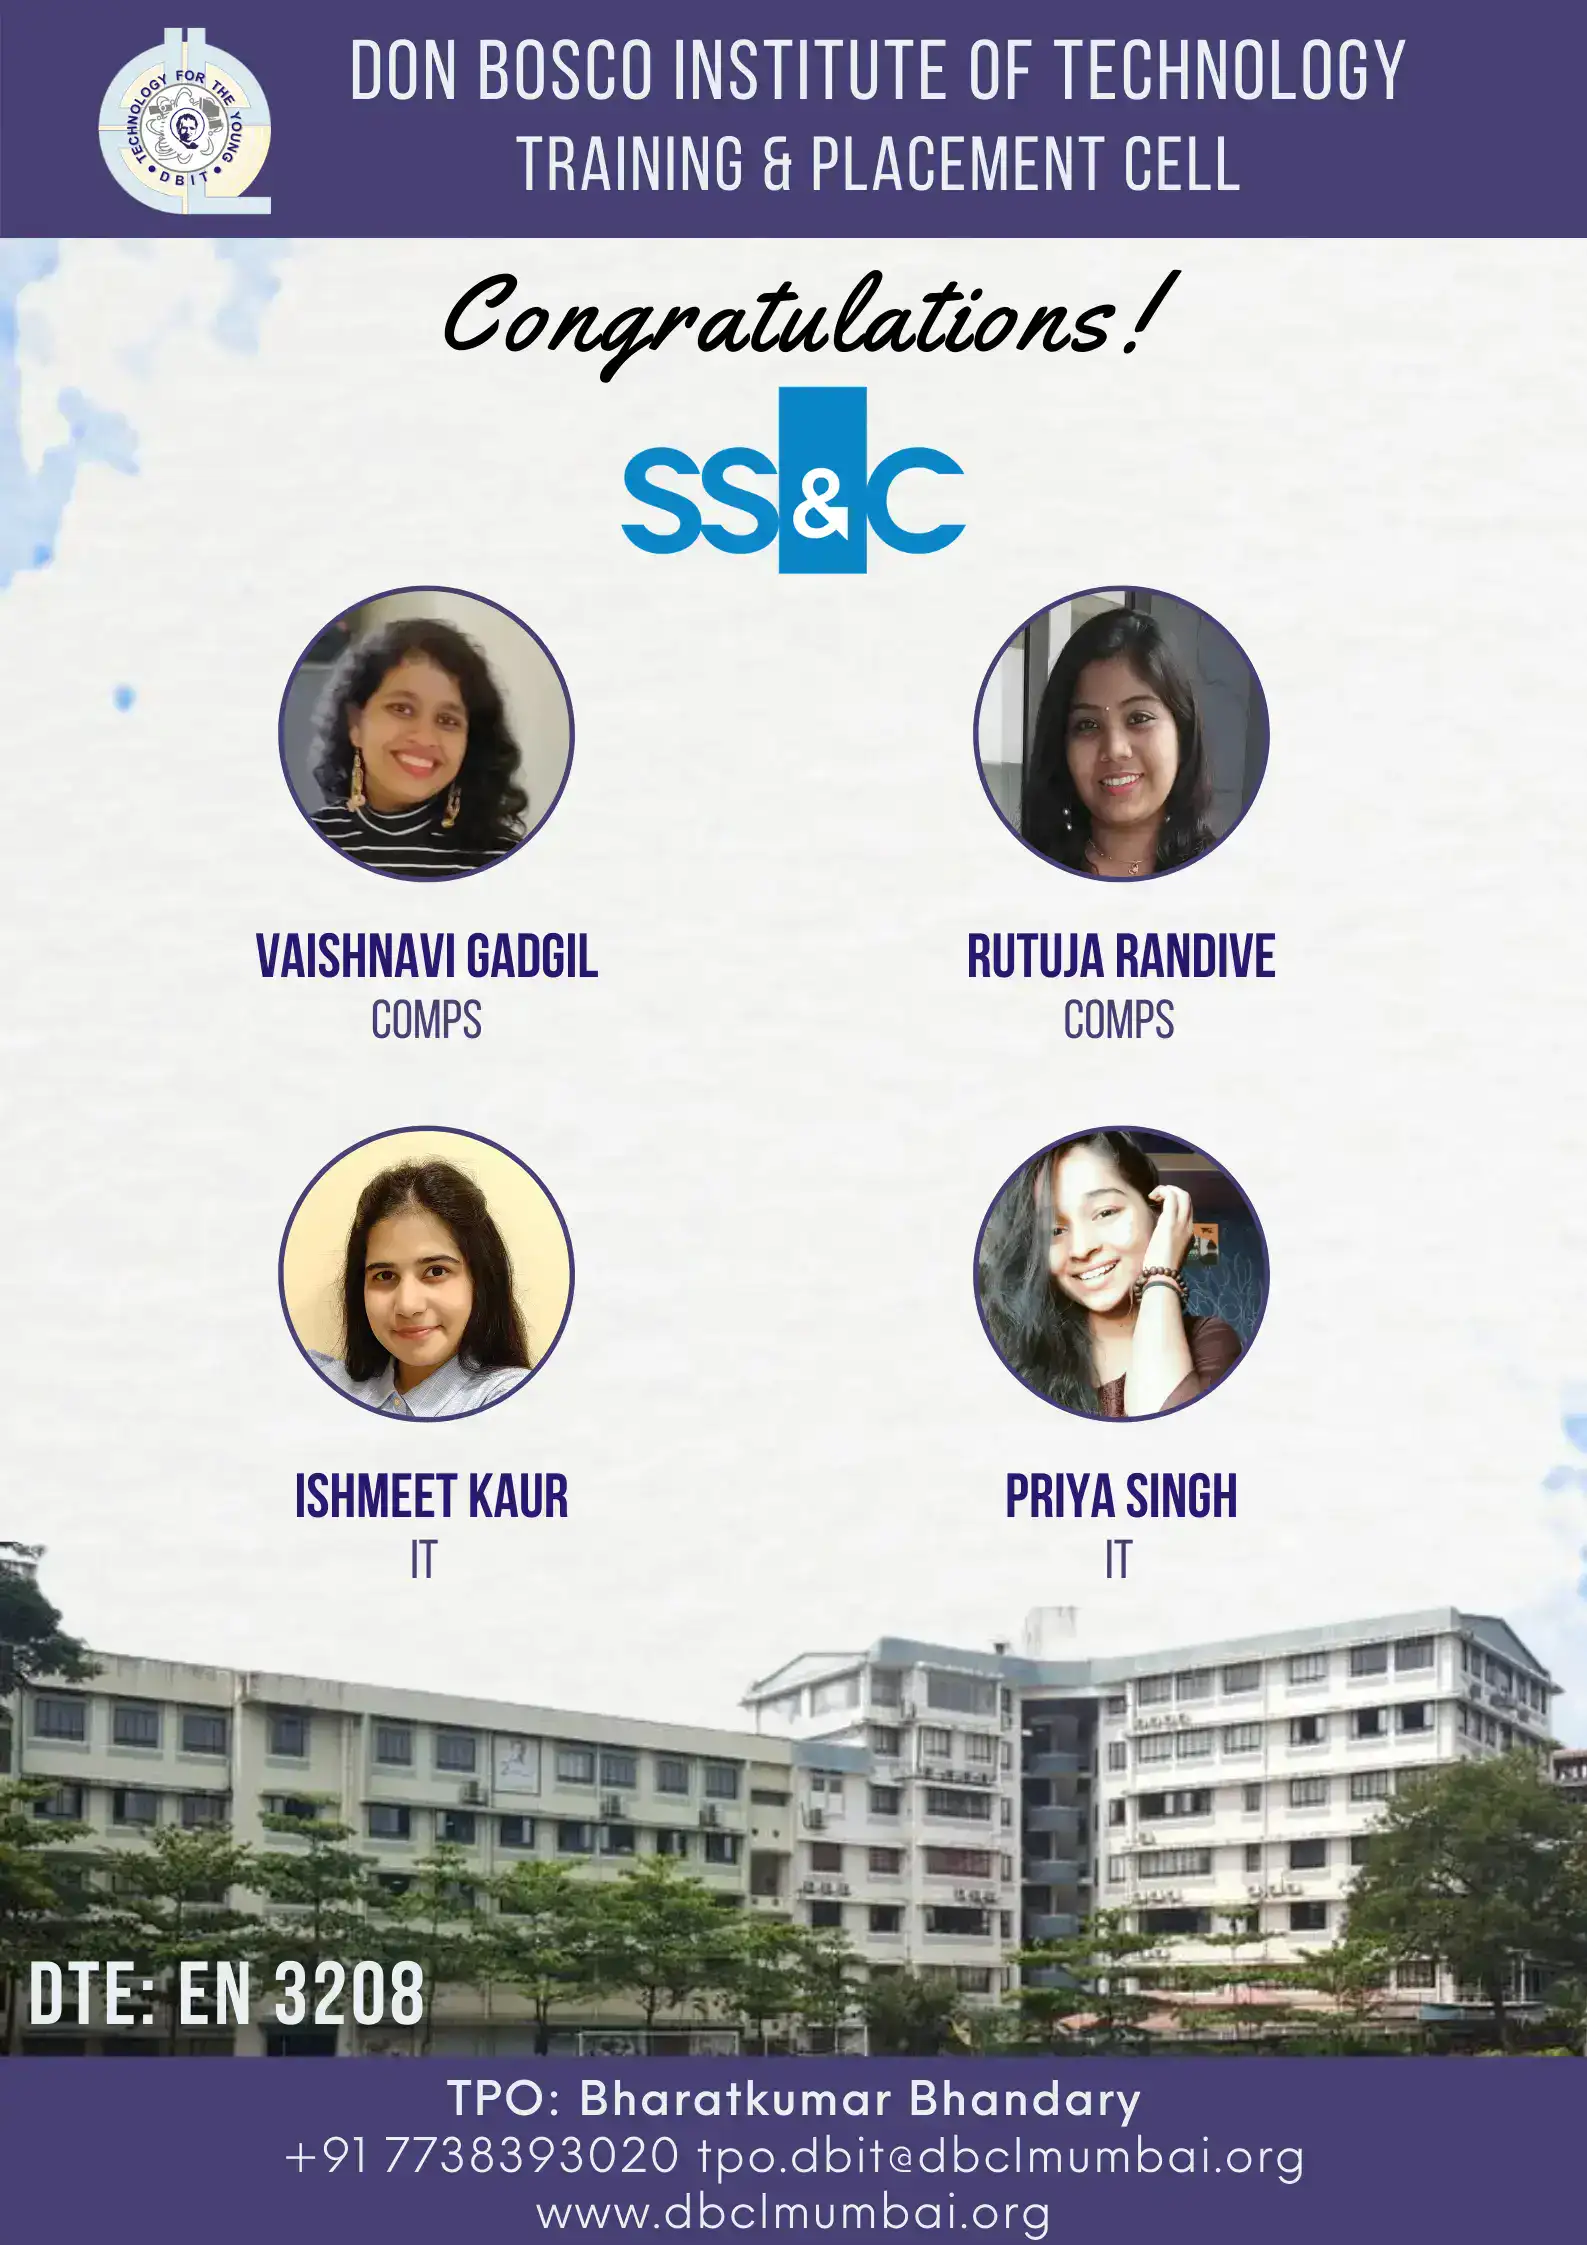 DON BOSCO INSTITUTE OF TECHNOLOGY
TRAINING & PLACEMENT CELL
TECHNOLOGY FOR THE YOUNG
• DBIT •
Congratulations!
SS&C
VAISHNAVI GADGIL
COMPS
RUTUJA RANDIVE
COMPS
ISHMEET KAUR
IT
PRIYA SINGH
IT
DTE: EN 3208
TPO: Bharatkumar Bhandary
+91 7738393020 tpo.dbit@dbclmumbai.org
www.dbclmumbai.org